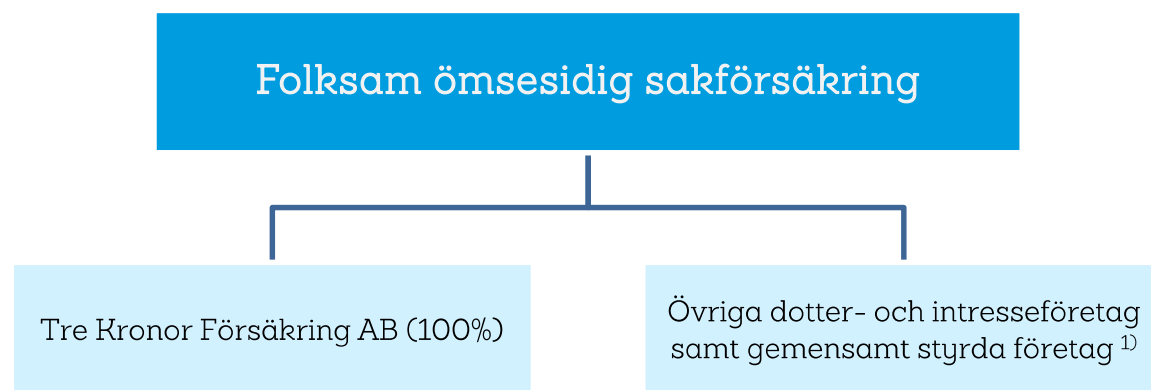 Folksam ömsesidig sakförsäkring
Tre Kronor Försäkring AB (100%)
Övriga dotter- och intresseföretag
samt gemensamt styrda företag 1)